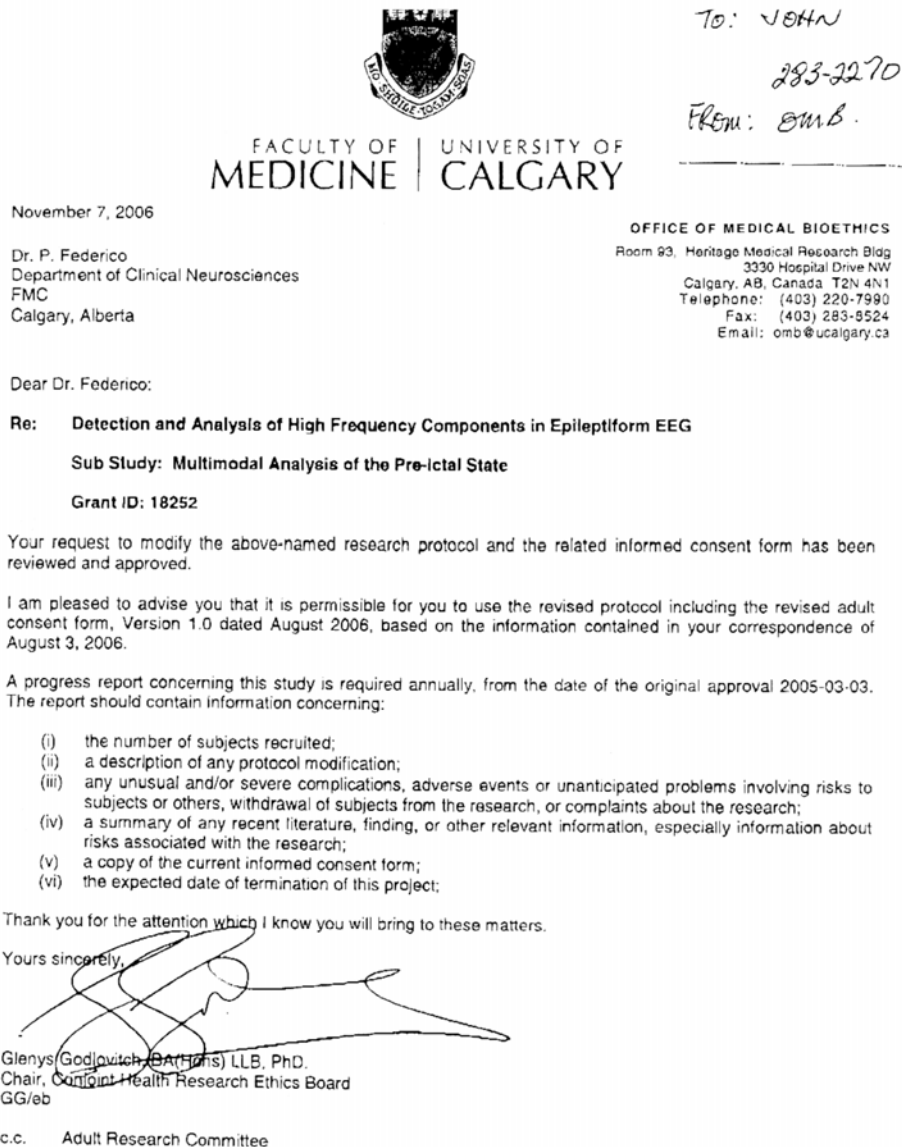 TO: JOHN
283-2270
FROM: OMB.
MO SHÙILE TOGAM SUAS
FACULTY OF | UNIVERSITY OF
MEDICINE | CALGARY
November 7, 2006
OFFICE OF MEDICAL BIOETHICS
Room 93, Heritage Medical Research Bldg
3330 Hospital Drive NW
Calgary, AB, Canada T2N 4N1
Telephone: (403) 220-7990
Fax: (403) 283-8524
Email: omb@ucalgary.ca
Dr. P. Federico
Department of Clinical Neurosciences
FMC
Calgary, Alberta
Dear Dr. Federico:
Re: Detection and Analysis of High Frequency Components in Epileptiform EEG
Sub Study: Multimodal Analysis of the Pre-ictal State
Grant ID: 18252
Your request to modify the above-named research protocol and the related informed consent form has been
reviewed and approved.
I am pleased to advise you that it is permissible for you to use the revised protocol including the revised adult
consent form, Version 1.0 dated August 2006, based on the information contained in your correspondence of
August 3, 2006.
A progress report concerning this study is required annually, from the date of the original approval 2005-03-03.
The report should contain information concerning:
(i) the number of subjects recruited;
(ii) a description of any protocol modification;
(iii) any unusual and/or severe complications, adverse events or unanticipated problems involving risks to
subjects or others, withdrawal of subjects from the research, or complaints about the research;
(iv) a summary of any recent literature, finding, or other relevant information, especially information about
risks associated with the research;
(v) a copy of the current informed consent form;
(vi) the expected date of termination of this project;
Thank you for the attention which I know you will bring to these matters.
Yours sincerely,
Glenys Godlovitch, BA(Hons) LLB, PhD.
Chair, Conjoint Health Research Ethics Board
GG/eb
c.c. Adult Research Committee